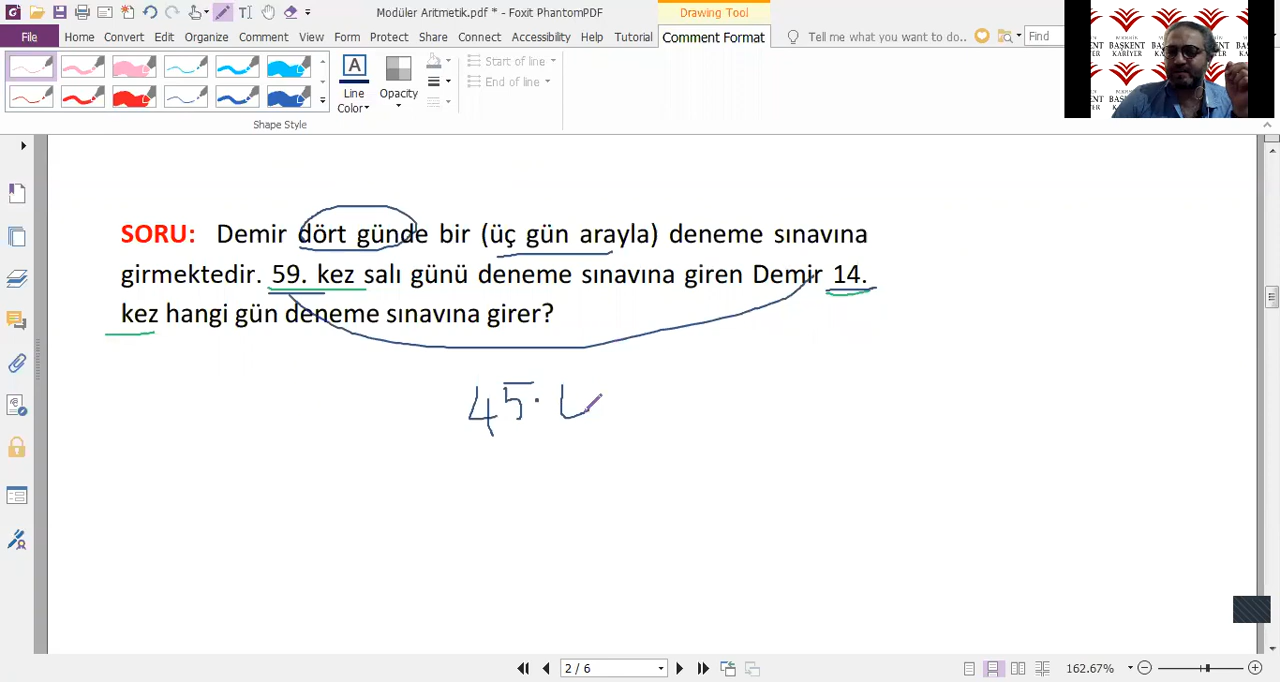 Modüler Aritmetik.pdf * - Foxit PhantomPDF
Drawing Tool
File Home Convert Edit Organize Comment View Form Protect Share Connect Accessibility Help Tutorial Comment Format Tell me what you want to do.. Find
Line Color
Opacity
Start of line
End of line
Shape Style
BAŞKENT
KARİYER
SORU: Demir dört günde bir (üç gün arayla) deneme sınavına
girmektedir. 59. kez salı günü deneme sınavına giren Demir 14.
kez hangi gün deneme sınavına girer?
45.
2 / 6
162.67%